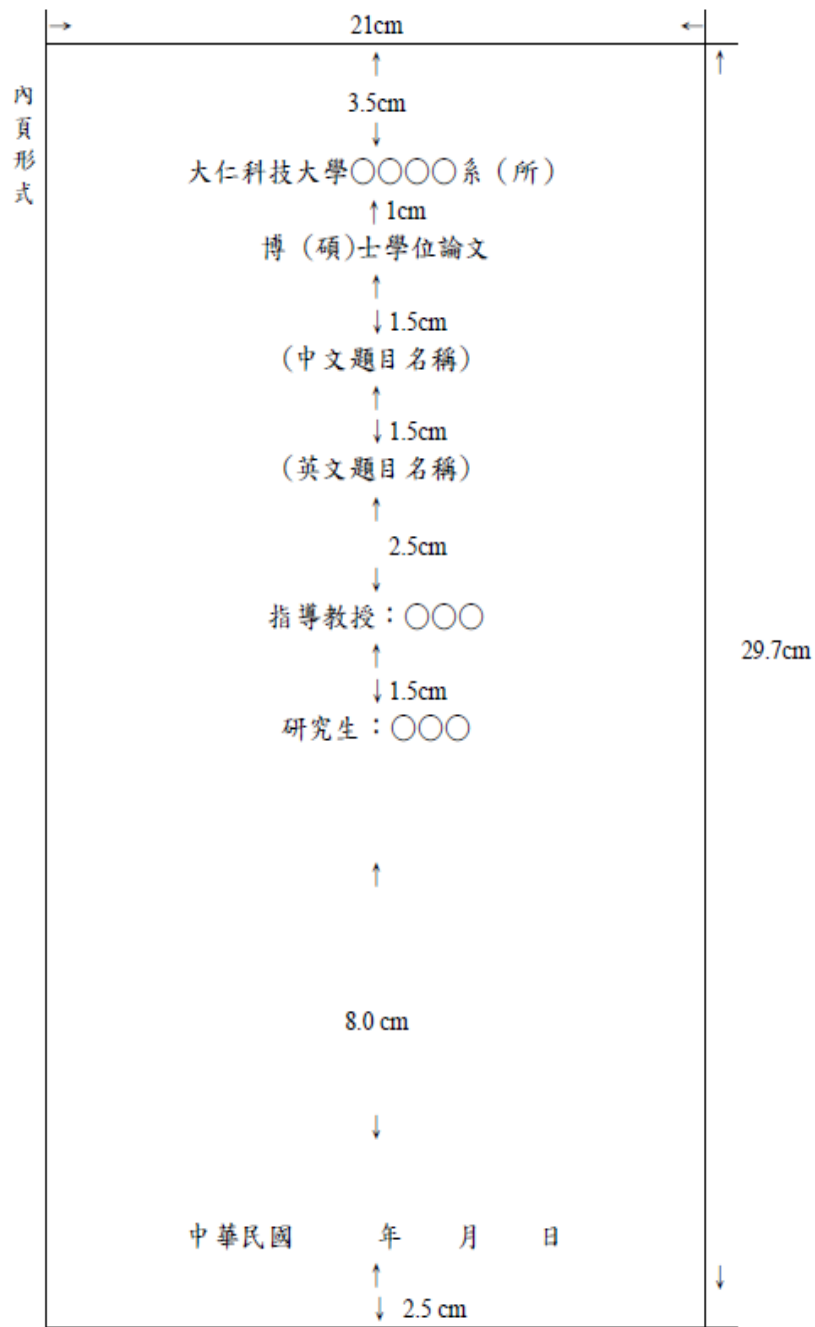 → 21cm ←
內頁形式
↑
3.5cm
↓
大仁科技大學○○○○系（所）
↑1cm
博（碩)士學位論文
↑
↓1.5cm
(中文題目名稱)
↑
↓1.5cm
(英文題目名稱)
↑
2.5cm
↓
指導教授：○○○
↑
↓1.5cm
研究生：○○○
↑
8.0 cm
↓
中華民國 年 月 日
↑
↓ 2.5 cm
↑
29.7cm
↓